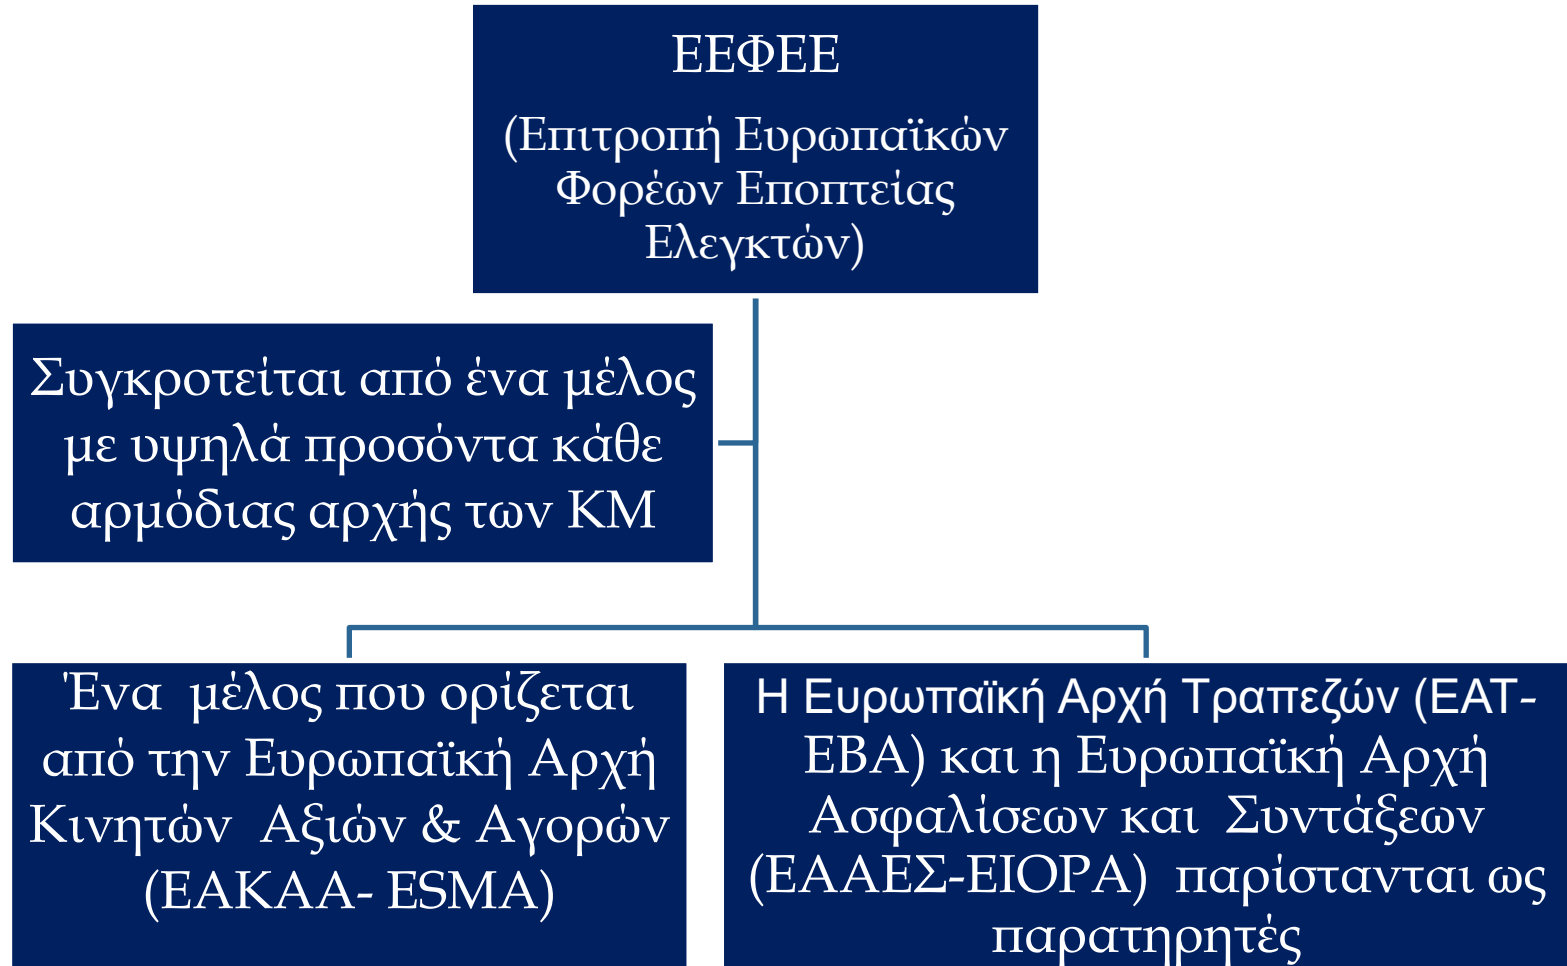 ΕΕΦΕΕ
(Επιτροπή Ευρωπαϊκών
Φορέων Εποπτείας
Ελεγκτών)
Συγκροτείται από ένα μέλος
με υψηλά προσόντα κάθε
αρμόδιας αρχής των ΚΜ
Ένα μέλος που ορίζεται
από την Ευρωπαϊκή Αρχή
Κινητών Αξιών & Αγορών
(ΕΑΚΑΑ- ESMA)
Η Ευρωπαϊκή Αρχή Τραπεζών (ΕΑΤ-
ΕΒΑ) και η Ευρωπαϊκή Αρχή
Ασφαλίσεων και Συντάξεων
(ΕΑΑΕΣ-ΕΙΟΡΑ) παρίστανται ως
παρατηρητές